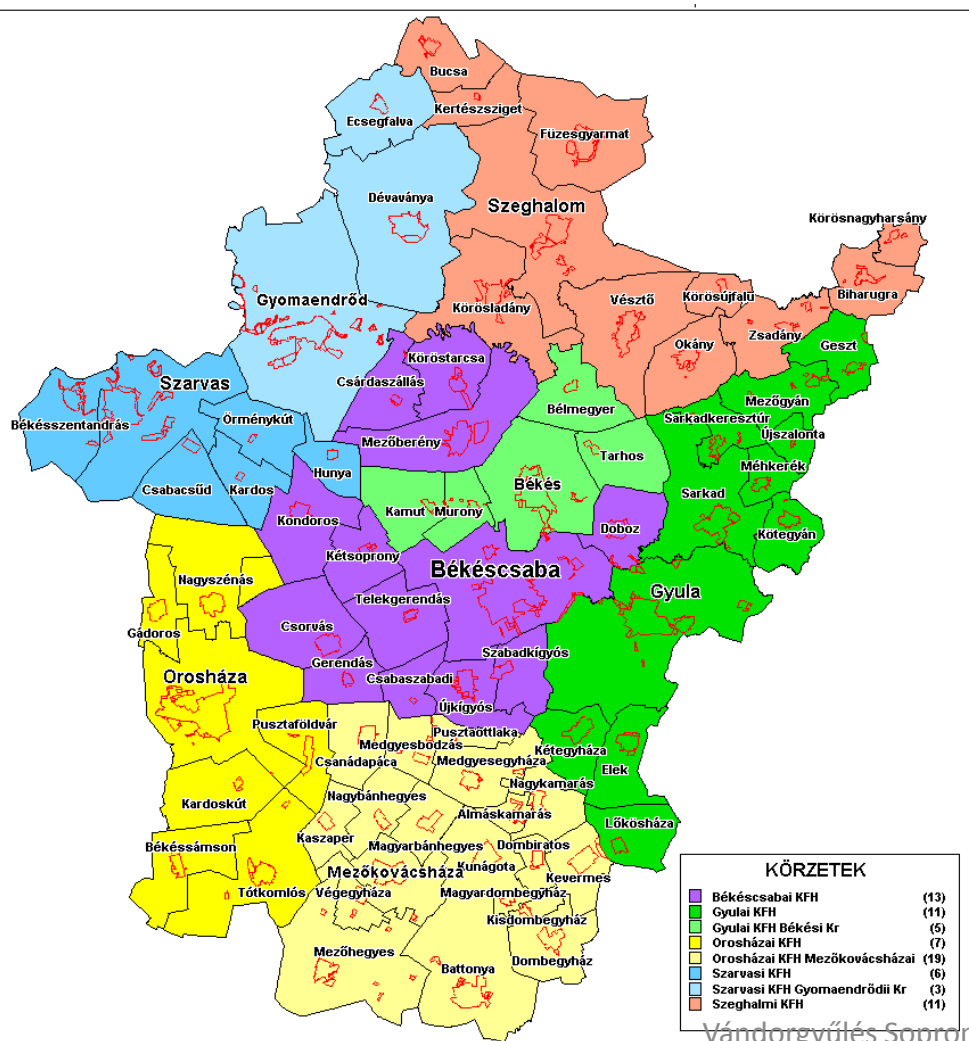 Bucsa
Kertészsziget
Ecsegfalva
Füzesgyarmat
Dévaványa
Szeghalom
Körösnagyharsány
Biharugra
Gyomaendrőd
Körösladány
Vésztő
Körösújfalu
Zsadány
Okány
Geszt
Köröstarcsa
Csárdaszállás
Szarvas
Békésszentandrás
Örménykút
Mezőberény
Bélmegyer
Mezőgyán
Sarkadkeresztúr
Újszalonta
Tarhos
Hunya
Méhkerék
Csabacsűd
Kardos
Békés
Sarkad
Kamut
Murony
Kondoros
Doboz
Kötegyán
Kétsoprony
Békéscsaba
Nagyszénás
Gyula
Telekgerendás
Csorvás
Gádoros
Szabadkígyós
Gerendás
Csabaszabadi
Orosháza
Újkígyós
Pusztaföldvár
Pusztaottlaka
Medgyesbodzás
Kétegyháza
Csanádapáca
Medgyesegyháza
Elek
Nagykamarás
Kardoskút
Nagybánhegyes
Almáskamarás
Lőkösháza
Kaszaper
Magyarbánhegyes
Dombiratos
Békéssámson
Kunágota
Mezőkovácsháza
Kevermes
Tótkomlós
Végegyháza
Magyardombegyház
Kisdombegyház
Mezőhegyes
Dombegyház
Battonya
KÖRZETEK
Békéscsabai KFH (13)
Gyulai KFH (11)
Gyulai KFH Békési Kr (5)
Orosházai KFH (7)
Orosházai KFH Mezőkovácsházai (19)
Szarvasi KFH (6)
Szarvasi KFH Gyomaendrődii Kr (3)
Szeghalmi KFH (11)
Vándorgyűlés Sopron